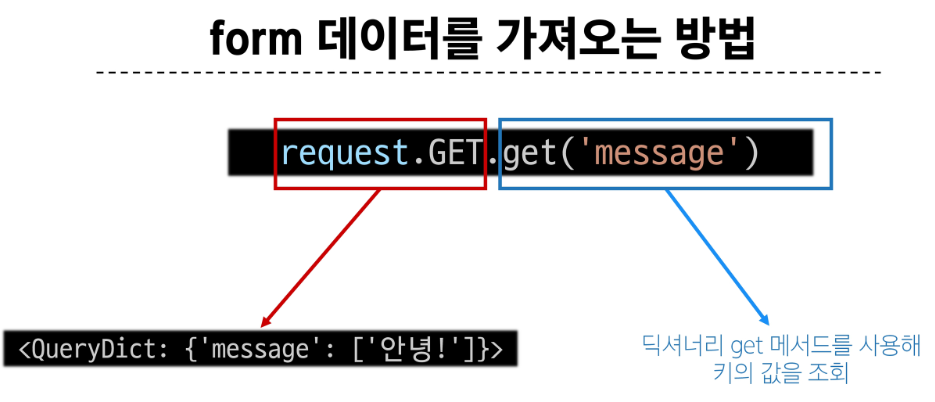 form 데이터를 가져오는 방법
request.GET.get('message')
<QueryDict: {'message': ['안녕!']}>
딕셔너리 get 메서드를 사용해
키의 값을 조회